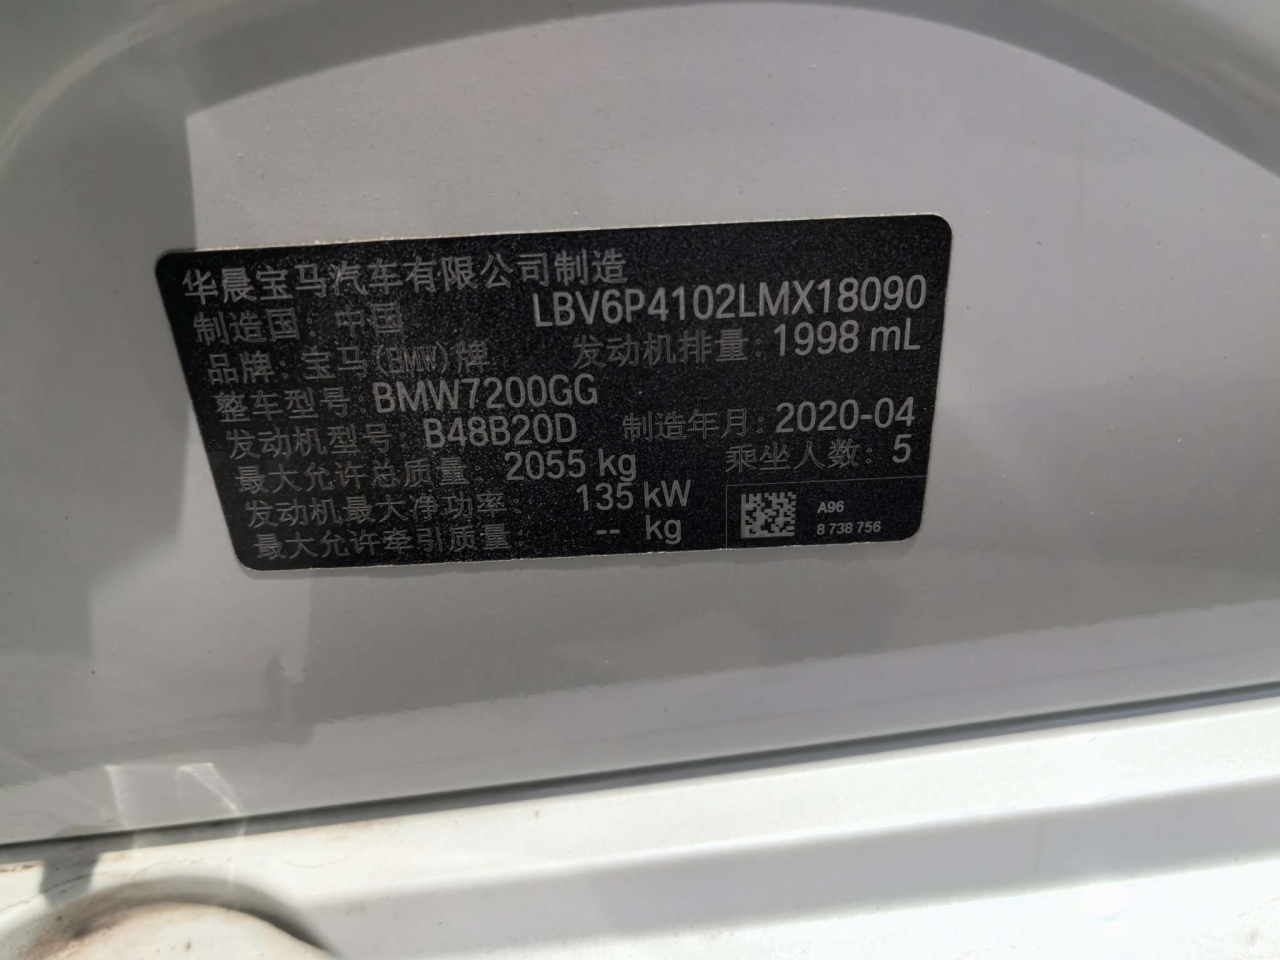 华晨宝马汽车有限公司制造
制造国: 中国 LBV6P4102LMX18090
品牌: 宝马(BMW)牌 发动机排量: 1998 mL
整车型号: BMW7200GG
发动机型号: B48B20D 制造年月: 2020-04
最大允许总质量: 2055 kg 乘坐人数: 5
发动机最大净功率: 135 kW
最大允许牵引质量: -- kg
A96
8 738 756